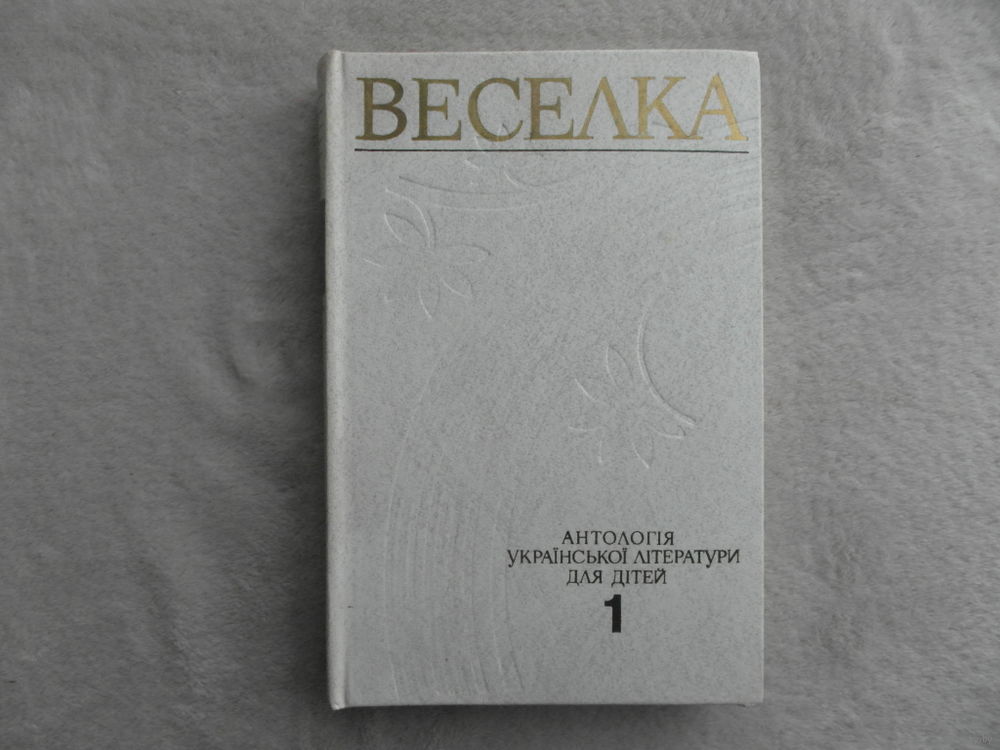 ВЕСЕЛКА
АНТОЛОГІЯ
УКРАЇНСЬКОЇ ЛІТЕРАТУРИ
ДЛЯ ДІТЕЙ
1